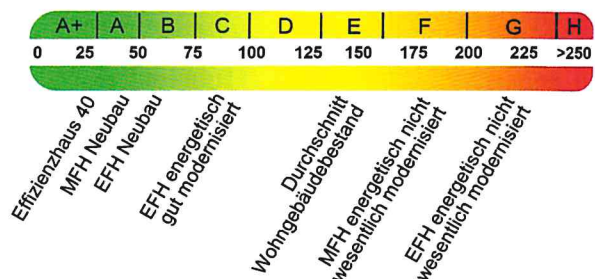 A+ A B C D E F G H
0 25 50 75 100 125 150 175 200 225 >250
Effizienzhaus 40
MFH Neubau
EFH Neubau
EFH energetisch
gut modernisiert
Durchschnitt
Wohngebäudebestand
MFH energetisch nicht
wesentlich modernisiert
EFH energetisch nicht
wesentlich modernisiert